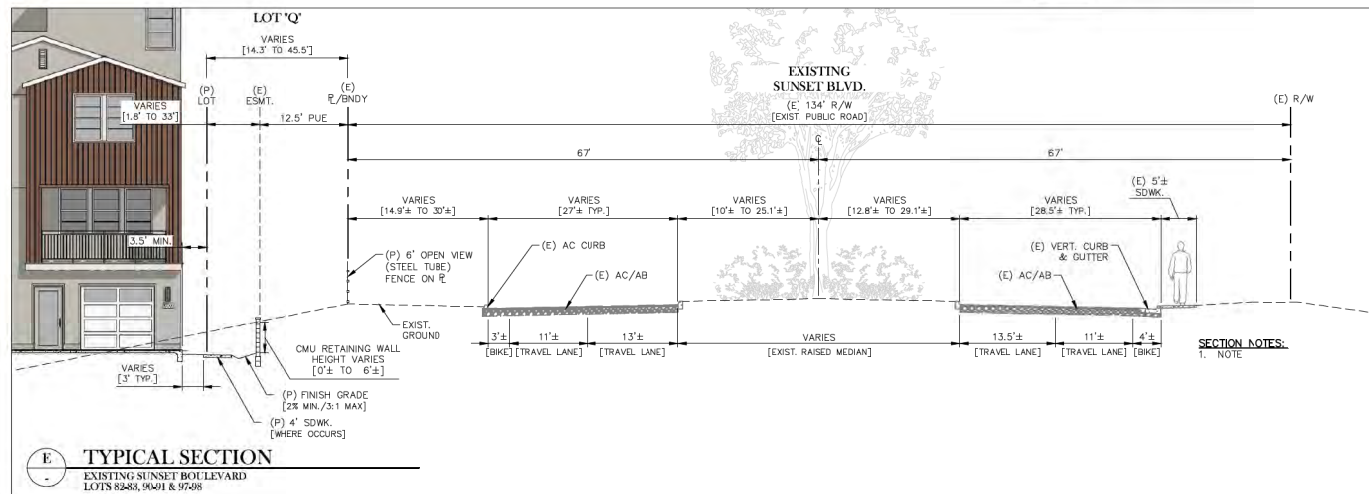 LOT 'Q'
VARIES
[14.3' TO 45.5']
(P)
LOT
(E)
ESMT.
(E)
PL/BNDY
VARIES
[1.8' TO 33']
12.5' PUE
EXISTING
SUNSET BLVD.
(E) 134' R/W
[EXIST PUBLIC ROAD]
(E) R/W
CL
67'
67'
VARIES
[14.9'± TO 30'±]
VARIES
[27'± TYP.]
VARIES
[10'± TO 25.1'±]
VARIES
[12.8'± TO 29.1'±]
VARIES
[28.5'± TYP.]
(E) 5'±
SDWK.
3.5' MIN.
(P) 6' OPEN VIEW
(STEEL TUBE)
FENCE ON PL
(E) AC CURB
(E) AC/AB
(E) VERT. CURB
& GUTTER
(E) AC/AB
EXIST.
GROUND
CMU RETAINING WALL
HEIGHT VARIES
[0'± TO 6'±]
3'±
[BIKE]
11'±
[TRAVEL LANE]
13'±
[TRAVEL LANE]
VARIES
[EXIST. RAISED MEDIAN]
13.5'±
[TRAVEL LANE]
11'±
[TRAVEL LANE]
4'±
[BIKE]
SECTION NOTES:
1. NOTE
VARIES
[3' TYP.]
(P) FINISH GRADE
[2% MIN./3:1 MAX]
(P) 4' SDWK.
[WHERE OCCURS]
E
-
TYPICAL SECTION
EXISTING SUNSET BOULEVARD
LOTS 82-83, 90-91 & 97-98